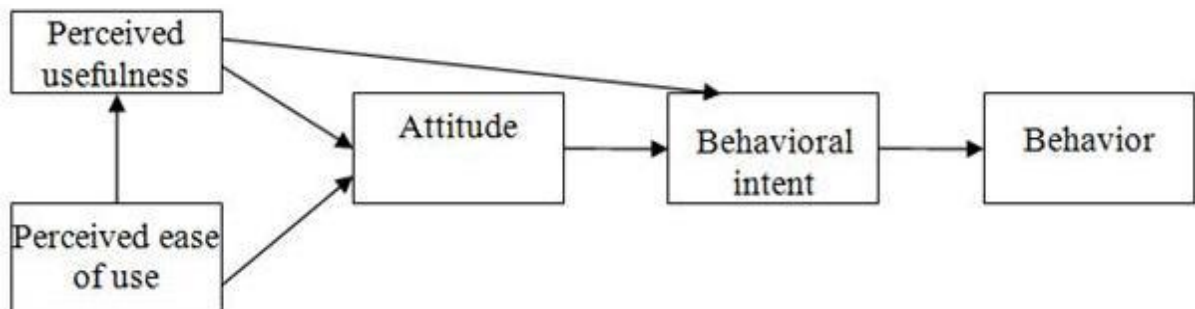 Perceived
usefulness
Attitude
Behavioral
intent
Behavior
Perceived ease
of use